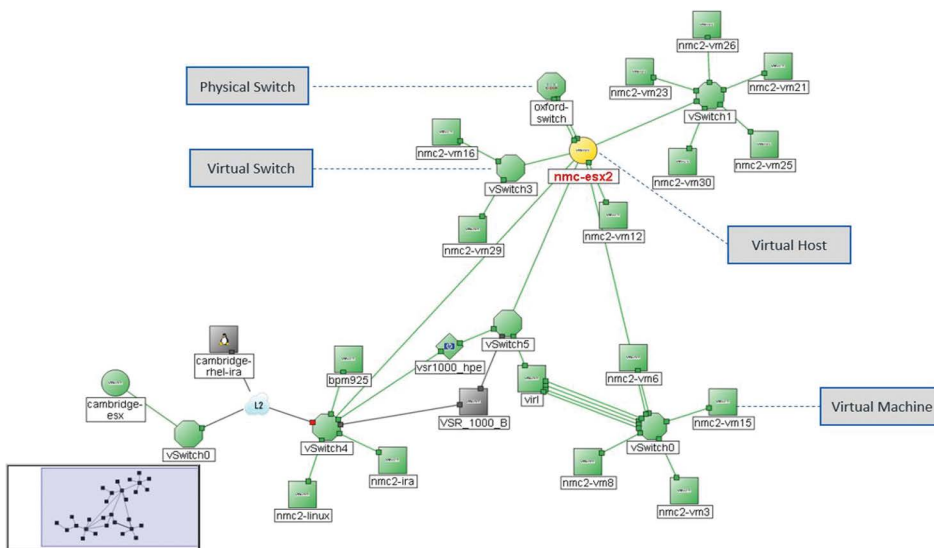 nmc2-vm26
nmc2-vm23
nmc2-vm21
Physical Switch
oxford-
switch
vSwitch1
nmc2-vm16
Virtual Switch
vSwitch3
nmc-esx2
nmc2-vm30
nmc2-vm25
nmc2-vm29
nmc2-vm12
Virtual Host
cambridge-
rhel-ira
vSwitch5
bpm925
vsr1000_hpe
nmc2-vm6
cambridge-
esx
L2
virl
VSR_1000_B
nmc2-vm15
Virtual Machine
vSwitch0
vSwitch4
vSwitch0
nmc2-ira
nmc2-vm8
nmc2-linux
nmc2-vm3